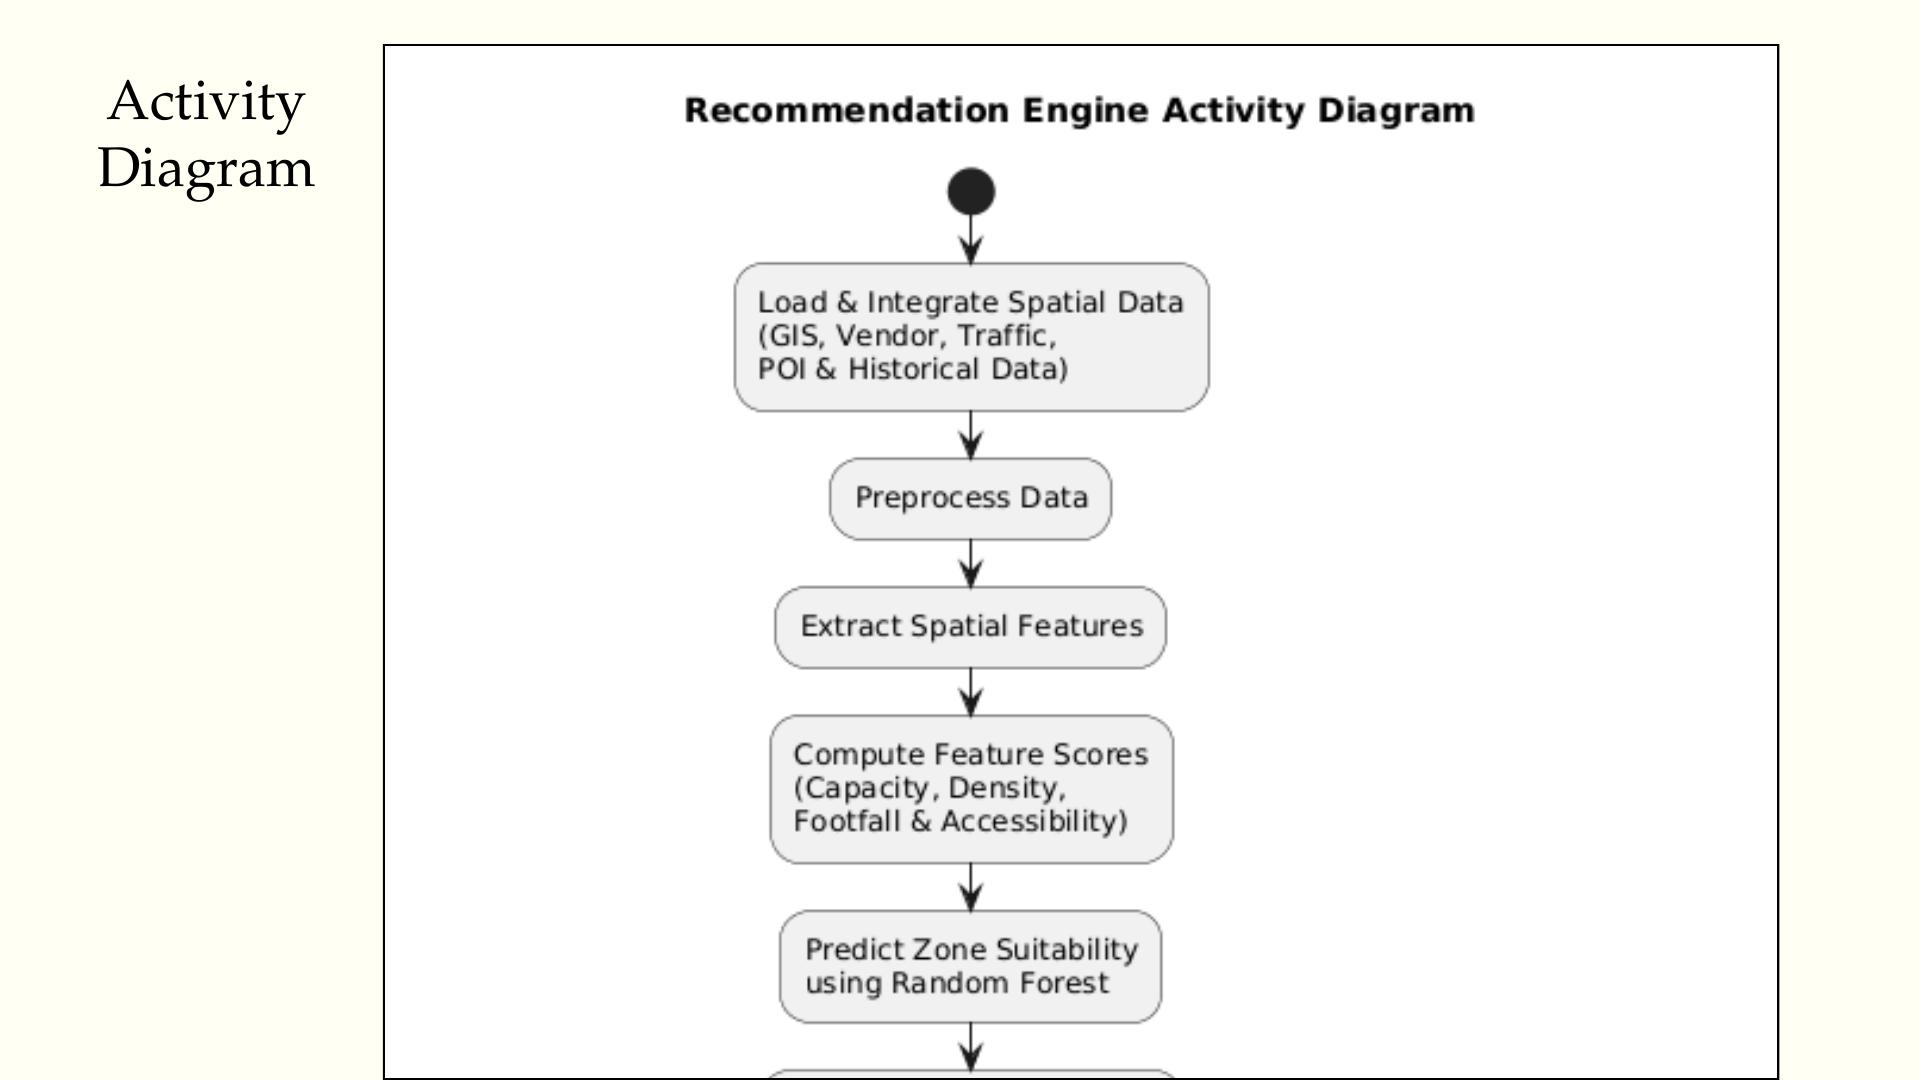 Activity
Diagram
Recommendation Engine Activity Diagram
Load & Integrate Spatial Data
(GIS, Vendor, Traffic,
POI & Historical Data)
Preprocess Data
Extract Spatial Features
Compute Feature Scores
(Capacity, Density,
Footfall & Accessibility)
Predict Zone Suitability
using Random Forest